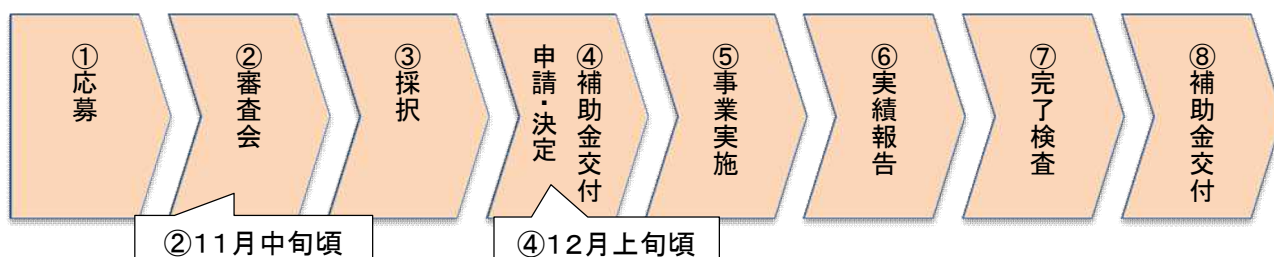 ①応募
②審査会
③採択
④補助金交付
申請・決定
⑤事業実施
⑥実績報告
⑦完了検査
⑧補助金交付
②11月中旬頃
④12月上旬頃